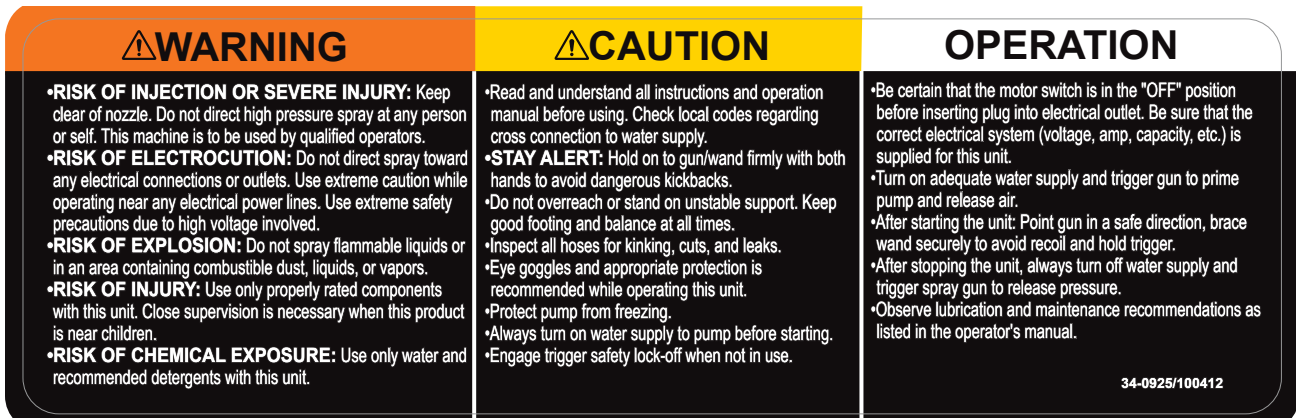 ⚠WARNING
•RISK OF INJECTION OR SEVERE INJURY: Keep
clear of nozzle. Do not direct high pressure spray at any person
or self. This machine is to be used by qualified operators.
•RISK OF ELECTROCUTION: Do not direct spray toward
any electrical connections or outlets. Use extreme caution while
operating near any electrical power lines. Use extreme safety
precautions due to high voltage involved.
•RISK OF EXPLOSION: Do not spray flammable liquids or
in an area containing combustible dust, liquids, or vapors.
•RISK OF INJURY: Use only properly rated components
with this unit. Close supervision is necessary when this product
is near children.
•RISK OF CHEMICAL EXPOSURE: Use only water and
recommended detergents with this unit.
⚠CAUTION
•Read and understand all instructions and operation
manual before using. Check local codes regarding
cross connection to water supply.
•STAY ALERT: Hold on to gun/wand firmly with both
hands to avoid dangerous kickbacks.
•Do not overreach or stand on unstable support. Keep
good footing and balance at all times.
•Inspect all hoses for kinking, cuts, and leaks.
•Eye goggles and appropriate protection is
recommended while operating this unit.
•Protect pump from freezing.
•Always turn on water supply to pump before starting.
•Engage trigger safety lock-off when not in use.
OPERATION
•Be certain that the motor switch is in the "OFF" position
before inserting plug into electrical outlet. Be sure that the
correct electrical system (voltage, amp, capacity, etc.) is
supplied for this unit.
•Turn on adequate water supply and trigger gun to prime
pump and release air.
•After starting the unit: Point gun in a safe direction, brace
wand securely to avoid recoil and hold trigger.
•After stopping the unit, always turn off water supply and
trigger spray gun to release pressure.
•Observe lubrication and maintenance recommendations as
listed in the operator's manual.
34-0925/100412